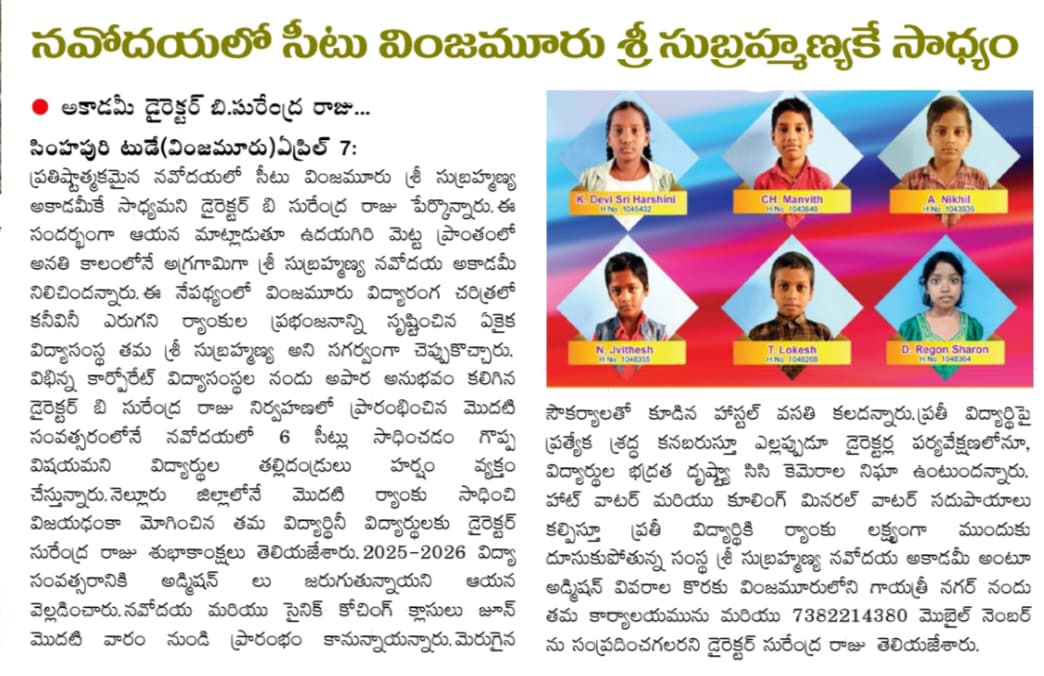 నవోదయలో సీటు వింజమూరు శ్రీ సుబ్రహ్మణ్యకే సాధ్యం
● అకాడమీ డైరెక్టర్ బి.సురేంద్ర రాజు...
సింహపురి టుడే(వింజమూరు)ఏప్రిల్ 7:
ప్రతిష్టాత్మకమైన నవోదయలో సీటు వింజమూరు శ్రీ సుబ్రహ్మణ్య
అకాడమీకే సాధ్యమని డైరెక్టర్ బి సురేంద్ర రాజు పేర్కొన్నారు.ఈ
సందర్భంగా ఆయన మాట్లాడుతూ ఉదయగిరి మెట్ట ప్రాంతంలో
అనతి కాలంలోనే అగ్రగామిగా శ్రీ సుబ్రహ్మణ్య నవోదయ అకాడమీ
నిలిచిందన్నారు.ఈ నేపథ్యంలో వింజమూరు విద్యారంగ చరిత్రలో
కనీవినీ ఎరుగని ర్యాంకుల ప్రభంజనాన్ని సృష్టించిన ఏకైక
విద్యాసంస్థ తమ శ్రీ సుబ్రహ్మణ్య అని సగర్వంగా చెప్పుకొచ్చారు.
విభిన్న కార్పోరేట్ విద్యాసంస్థల నందు అపార అనుభవం కలిగిన
డైరెక్టర్ బి సురేంద్ర రాజు నిర్వహణలో ప్రారంభించిన మొదటి
సంవత్సరంలోనే నవోదయలో 6 సీట్లు సాధించడం గొప్ప
విషయమని విద్యార్థుల తల్లిదండ్రులు హర్షం వ్యక్తం
చేస్తున్నారు.నెల్లూరు జిల్లాలోనే మొదటి ర్యాంకు సాధించి
విజయఢంకా మోగించిన తమ విద్యార్థినీ విద్యార్థులకు డైరెక్టర్
సురేంద్ర రాజు శుభాకాంక్షలు తెలియజేశారు.2025-2026 విద్యా
సంవత్సరానికి అడ్మిషన్ లు జరుగుతున్నాయని ఆయన
వెల్లడించారు.నవోదయ మరియు సైనిక్ కోచింగ్ క్లాసులు జూన్
మొదటి వారం నుండి ప్రారంభం కానున్నాయన్నారు.మెరుగైన
K. Devi Sri Harshini
H No: 1045432
CH. Manvith
H No: 1043649
A. Nikhil
H No: 1043835
N. Jvithesh
H No: 1048355
T. Lokesh
H No: 1048268
D. Regon Sharon
H No: 1048364
సౌకర్యాలతో కూడిన హాస్టల్ వసతి కలదన్నారు.ప్రతీ విద్యార్థిపై
ప్రత్యేక శ్రద్ధ కనబరుస్తూ ఎల్లప్పుడూ డైరెక్టర్ల పర్యవేక్షణలోనూ,
విద్యార్థుల భద్రత దృష్ట్యా సిసి కెమెరాల నిఘా ఉంటుందన్నారు.
హాట్ వాటర్ మరియు కూలింగ్ మినరల్ వాటర్ సదుపాయాలు
కల్పిస్తూ ప్రతీ విద్యార్థికి ర్యాంకు లక్ష్యంగా ముందుకు
దూసుకుపోతున్న సంస్థ శ్రీ సుబ్రహ్మణ్య నవోదయ అకాడమీ అంటూ
అడ్మిషన్ వివరాల కొరకు వింజమూరులోని గాయత్రీ నగర్ నందు
తమ కార్యాలయమును మరియు 7382214380 మొబైల్ నెంబర్
ను సంప్రదించగలరని డైరెక్టర్ సురేంద్ర రాజు తెలియజేశారు.